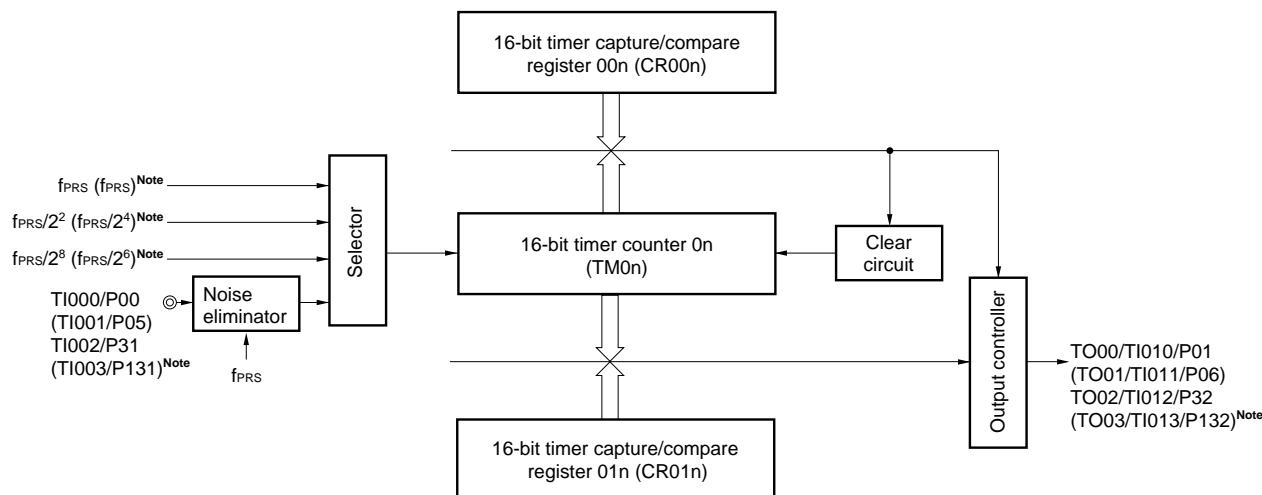 16-bit timer capture/compare
register 00n (CR00n)
fPRS (fPRS)Note
fPRS/2² (fPRS/2⁴)Note
fPRS/2⁸ (fPRS/2⁶)Note
Selector
16-bit timer counter 0n
(TM0n)
Clear
circuit
TI000/P00
(TI001/P05)
TI002/P31
(TI003/P131)Note
Noise
eliminator
fPRS
Output controller
TO00/TI010/P01
(TO01/TI011/P06)
TO02/TI012/P32
(TO03/TI013/P132)Note
16-bit timer capture/compare
register 01n (CR01n)